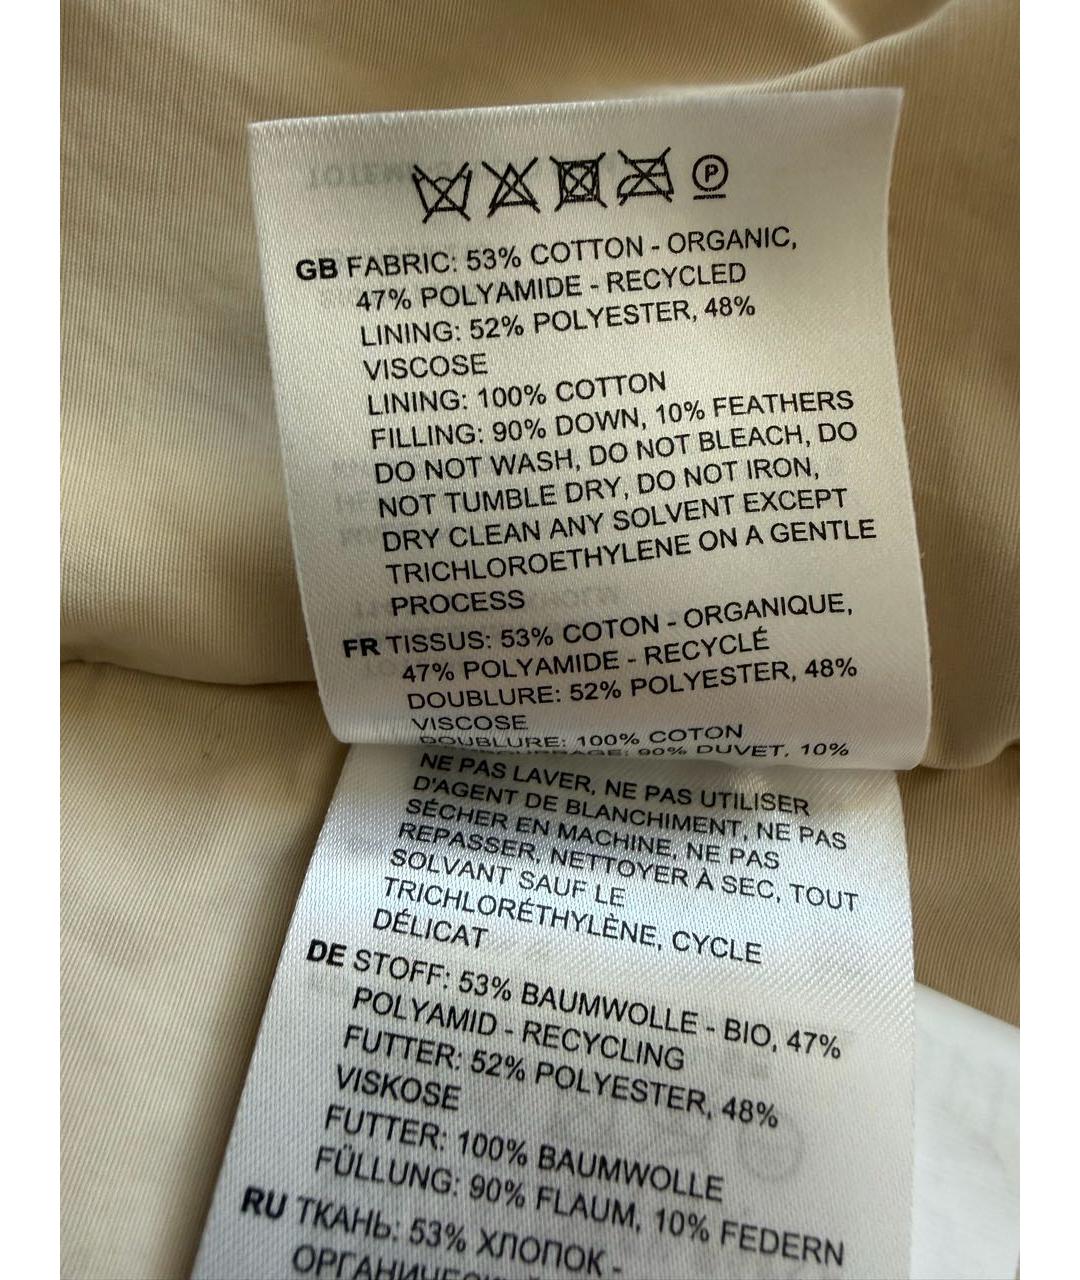 P
GB FABRIC: 53% COTTON - ORGANIC,
47% POLYAMIDE - RECYCLED
LINING: 52% POLYESTER, 48%
VISCOSE
LINING: 100% COTTON
FILLING: 90% DOWN, 10% FEATHERS
DO NOT WASH, DO NOT BLEACH, DO
NOT TUMBLE DRY, DO NOT IRON,
DRY CLEAN ANY SOLVENT EXCEPT
TRICHLOROETHYLENE ON A GENTLE
PROCESS
FR TISSUS: 53% COTON - ORGANIQUE,
47% POLYAMIDE - RECYCLÉ
DOUBLURE: 52% POLYESTER, 48%
VISCOSE
DOUBLURE: 100% COTON
90% DUVET, 10%
NE PAS LAVER, NE PAS UTILISER
D'AGENT DE BLANCHIMENT, NE PAS
SÉCHER EN MACHINE, NE PAS
REPASSER, NETTOYER À SEC, TOUT
SOLVANT SAUF LE
TRICHLORÉTHYLÈNE, CYCLE
DÉLICAT
DE STOFF: 53% BAUMWOLLE - BIO, 47%
POLYAMID - RECYCLING
FUTTER: 52% POLYESTER, 48%
VISKOSE
FUTTER: 100% BAUMWOLLE
FÜLLUNG: 90% FLAUM, 10% FEDERN
RU ТКАНЬ: 53% ХЛОПОК -